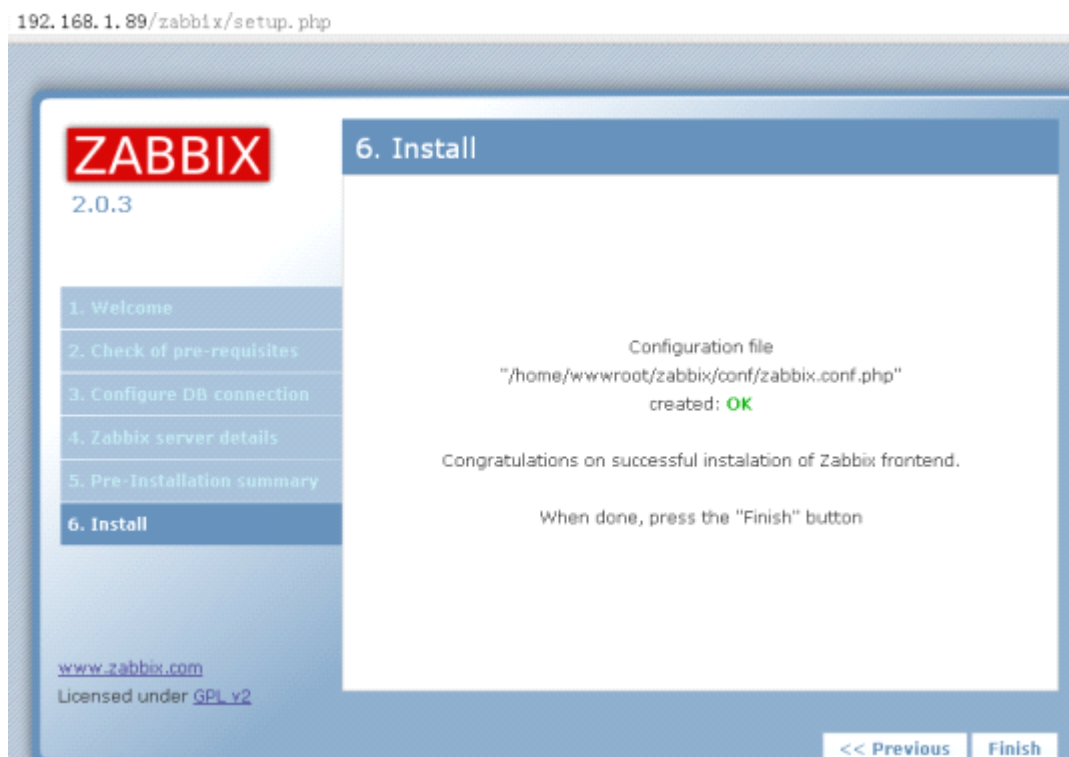 192.168.1.89/zabbix/setup.php
ZABBIX
2.0.3
6. Install
1. Welcome
2. Check of pre-requisites
3. Configure DB connection
4. Zabbix server details
5. Pre-Installation summary
6. Install
Configuration file
"/home/wwwroot/zabbix/conf/zabbix.conf.php"
created: OK
Congratulations on successful instalation of Zabbix frontend.
When done, press the "Finish" button
www.zabbix.com
Licensed under GPL v2
<< Previous
Finish